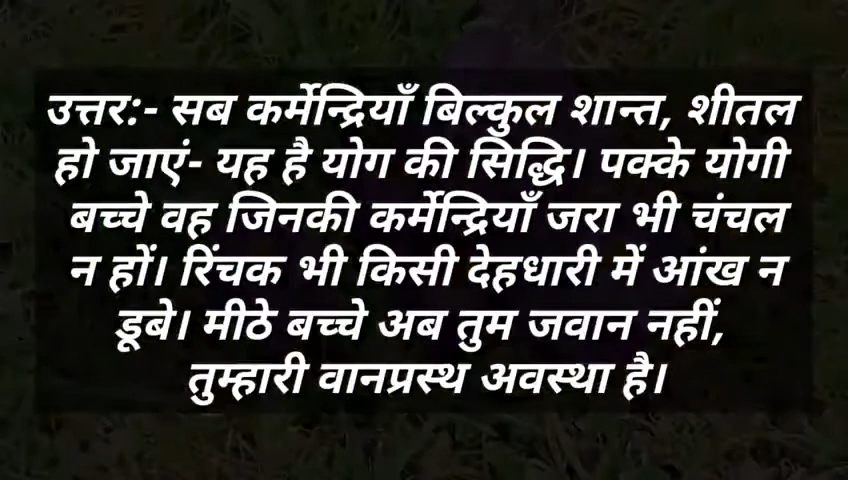 उत्तर:- सब कर्मेन्द्रियाँ बिल्कुल शान्त, शीतल
हो जाएं- यह है योग की सिद्धि। पक्के योगी
बच्चे वह जिनकी कर्मेन्द्रियाँ जरा भी चंचल
न हों। रिंचक भी किसी देहधारी में आंख न
डूबे। मीठे बच्चे अब तुम जवान नहीं,
तुम्हारी वानप्रस्थ अवस्था है।